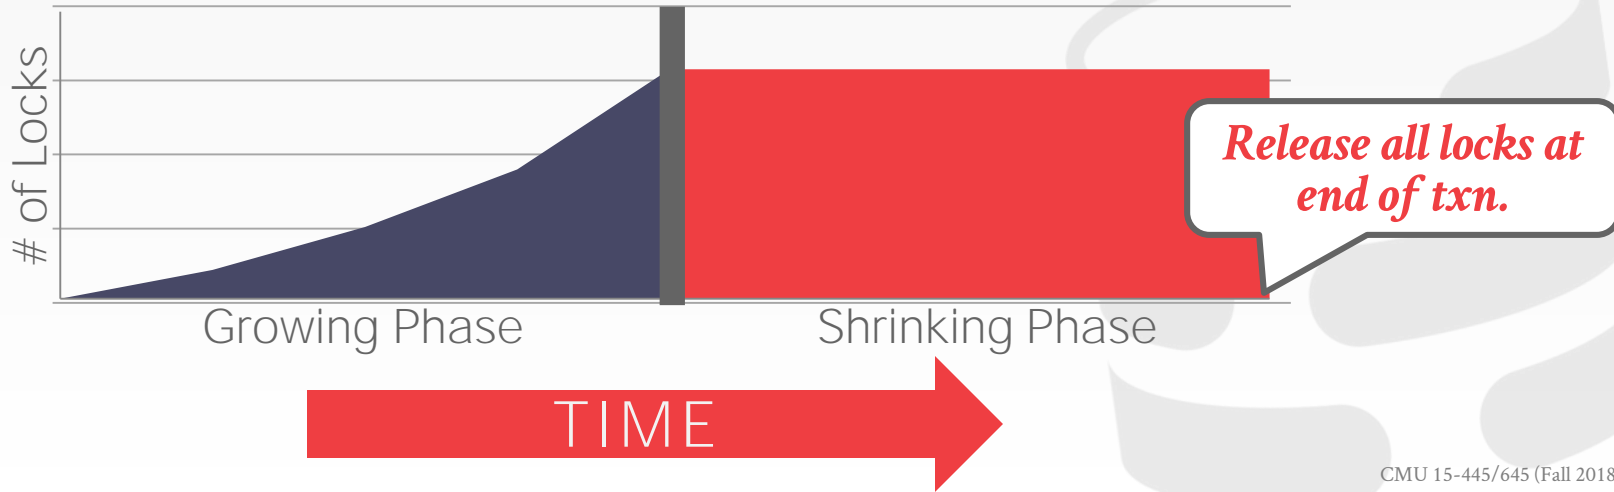 # of Locks
Release all locks at
end of txn.
Growing Phase
Shrinking Phase
TIME
CMU 15-445/645 (Fall 2018